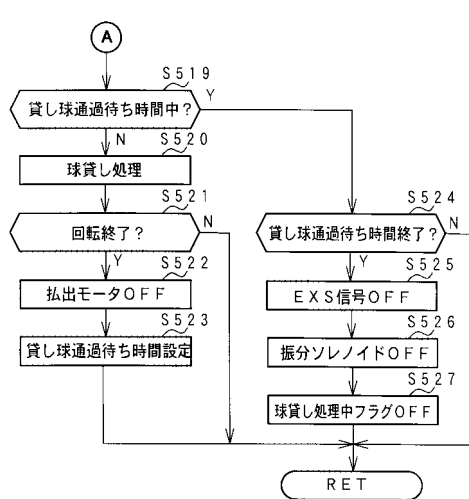 A
S519
貸し球通過待ち時間中?
Y
N
S520
球貸し処理
S521
回転終了?
N
Y
S522
払出モータOFF
S523
貸し球通過待ち時間設定
S524
貸し球通過待ち時間終了?
N
Y
S525
EXS信号OFF
S526
振分ソレノイドOFF
S527
球貸し処理中フラグOFF
RET